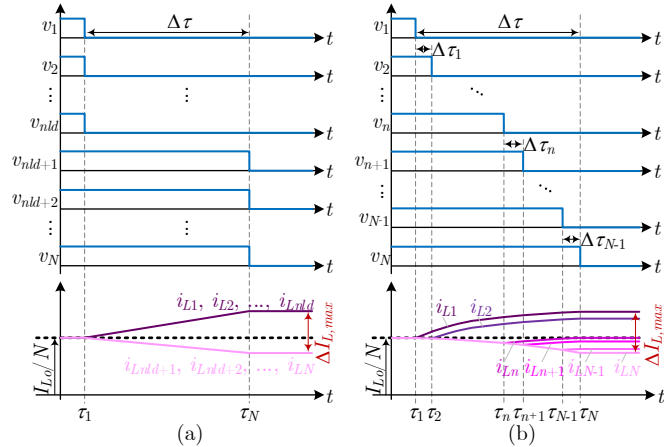 v1 Δτ t
v2 t
⋮ ⋮
vnld t
vnld+1 t
vnld+2 t
⋮ ⋮
vN t
iL1, iL2, ..., iLnld
iLnld+1, iLnld+2, ..., iLN
ILo/N
ΔIL,max
τ1 τN t
(a)
v1 Δτ t
Δτ1
v2 t
⋮ ⋱
vn t
Δτn
vn+1 t
⋮ ⋱
vN-1 t
ΔτN-1
vN t
iL1 iL2
iLn iLn+1 iLN-1 iLN
ILo/N
ΔIL,max
τ1 τ2 τn τn+1 τN-1 τN t
(b)